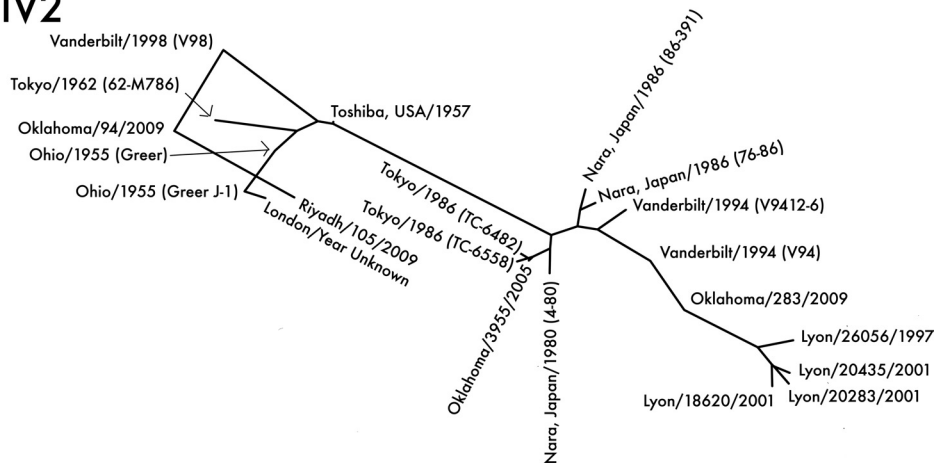 IV2
Vanderbilt/1998 (V98)
Tokyo/1962 (62-M786)
Oklahoma/94/2009
Ohio/1955 (Greer)
Ohio/1955 (Greer J-1)
London/Year Unknown
Riyadh/105/2009
Toshiba, USA/1957
Tokyo/1986 (TC-6482)
Tokyo/1986 (TC-6558)
Oklahoma/3955/2005
Nara, Japan/1980 (4-80)
Nara, Japan/1986 (86-391)
Nara, Japan/1986 (76-86)
Vanderbilt/1994 (V9412-6)
Vanderbilt/1994 (V94)
Oklahoma/283/2009
Lyon/26056/1997
Lyon/20435/2001
Lyon/20283/2001
Lyon/18620/2001